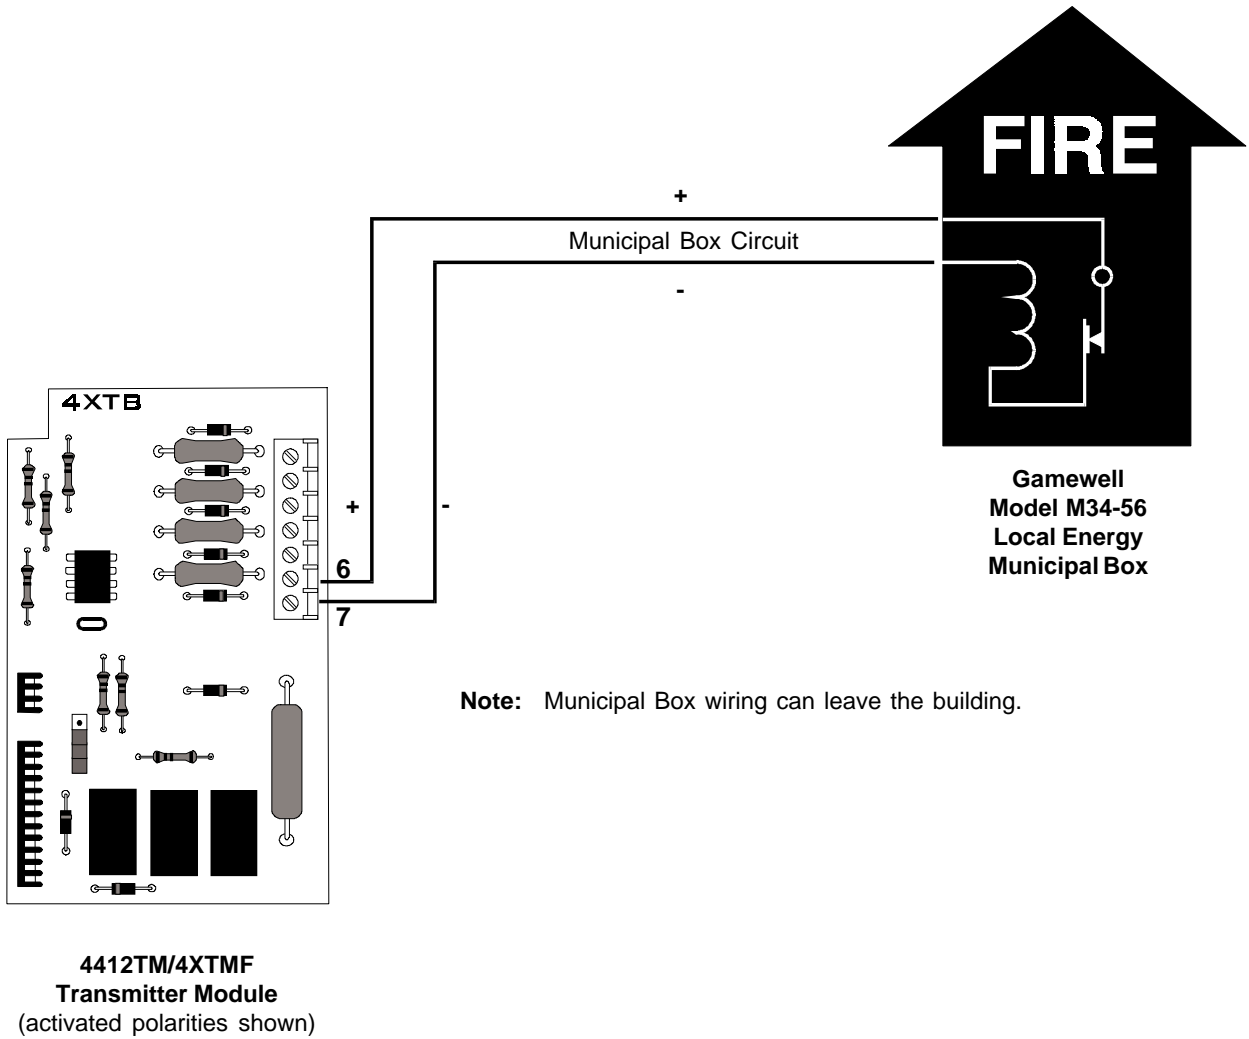 FIRE
+
Municipal Box Circuit
-
4XTB
+
-
6
7
Gamewell
Model M34-56
Local Energy
Municipal Box
Note: Municipal Box wiring can leave the building.
4412TM/4XTMF
Transmitter Module
(activated polarities shown)